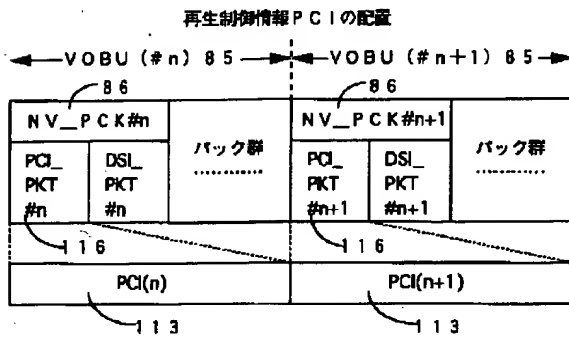 再生制御情報PCIの配置
VOBU (#n) 85
VOBU (#n+1) 85
86
86
NV_PCK#n
パック群
…………
NV_PCK#n+1
パック群
…………
PCI_
PKT
#n
DSI_
PKT
#n
PCI_
PKT
#n+1
DSI_
PKT
#n+1
116
116
PCI(n)
PCI(n+1)
113
113